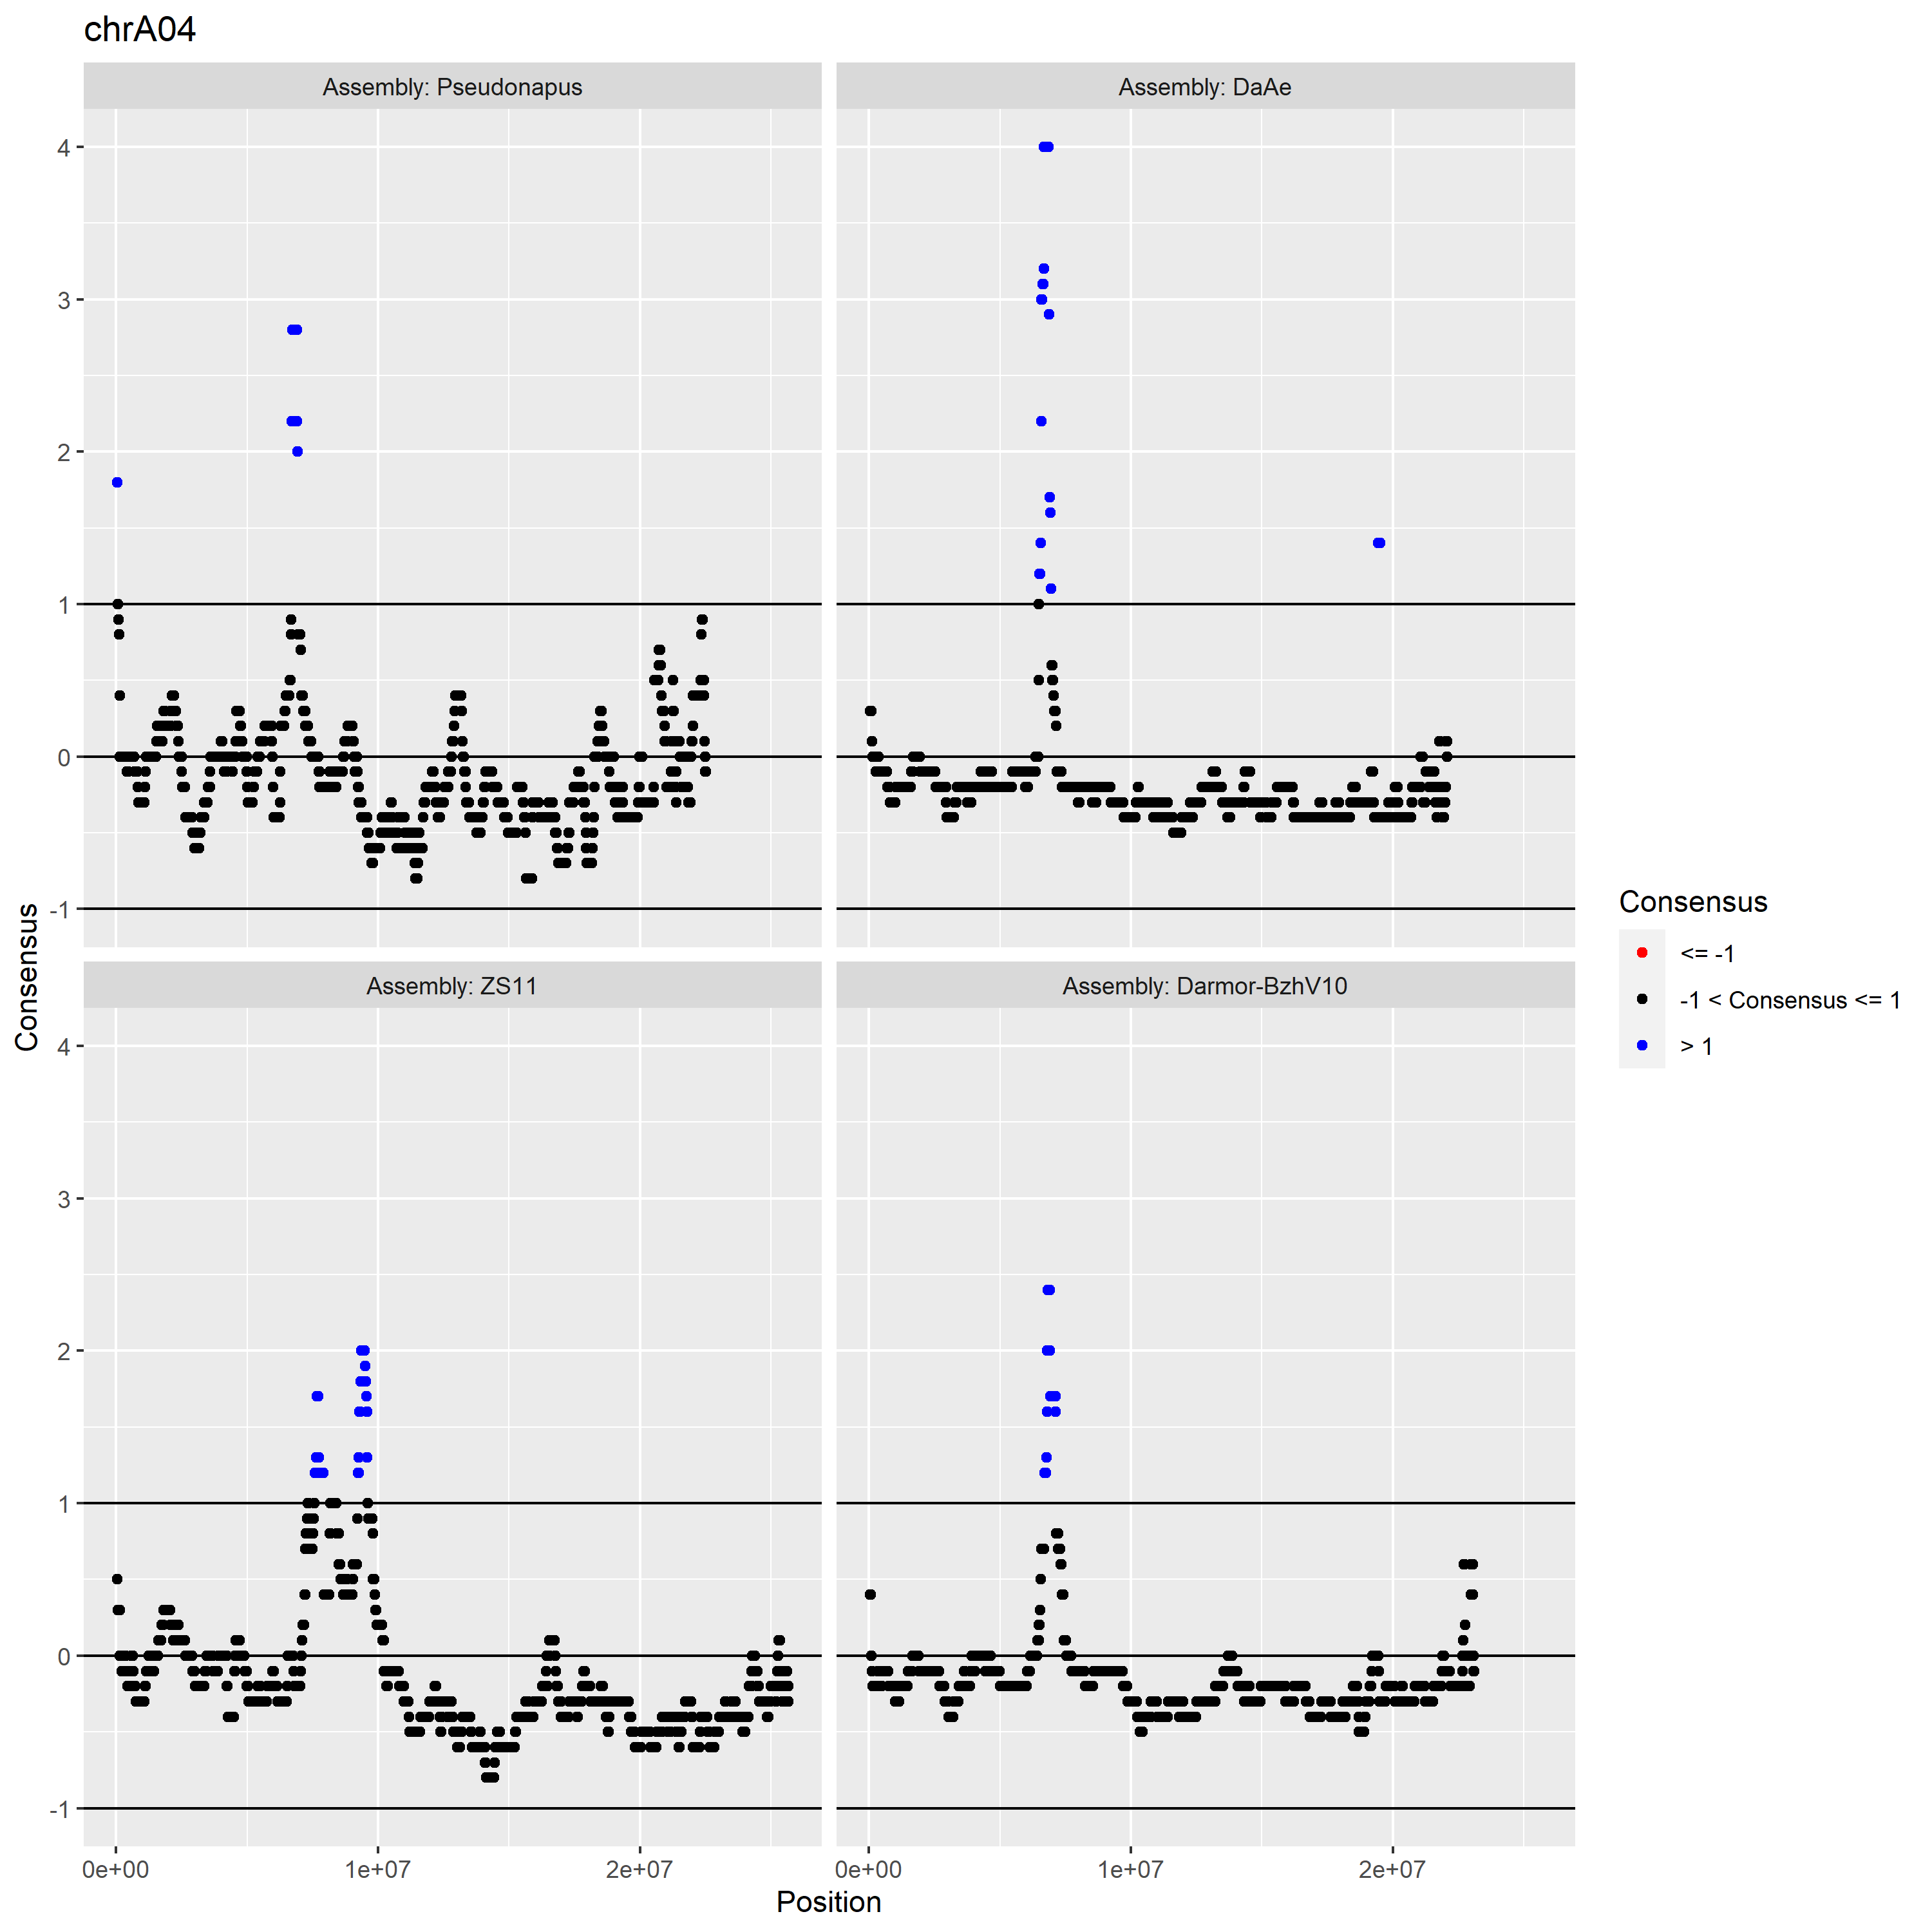 chrA04
Assembly: Pseudonapus
Assembly: DaAe
4
3
2
1
0
-1
Assembly: ZS11
Assembly: Darmor-BzhV10
4
3
2
1
0
-1
0e+00
1e+07
2e+07
0e+00
1e+07
2e+07
Position
Consensus
Consensus
<= -1
-1 < Consensus <= 1
> 1